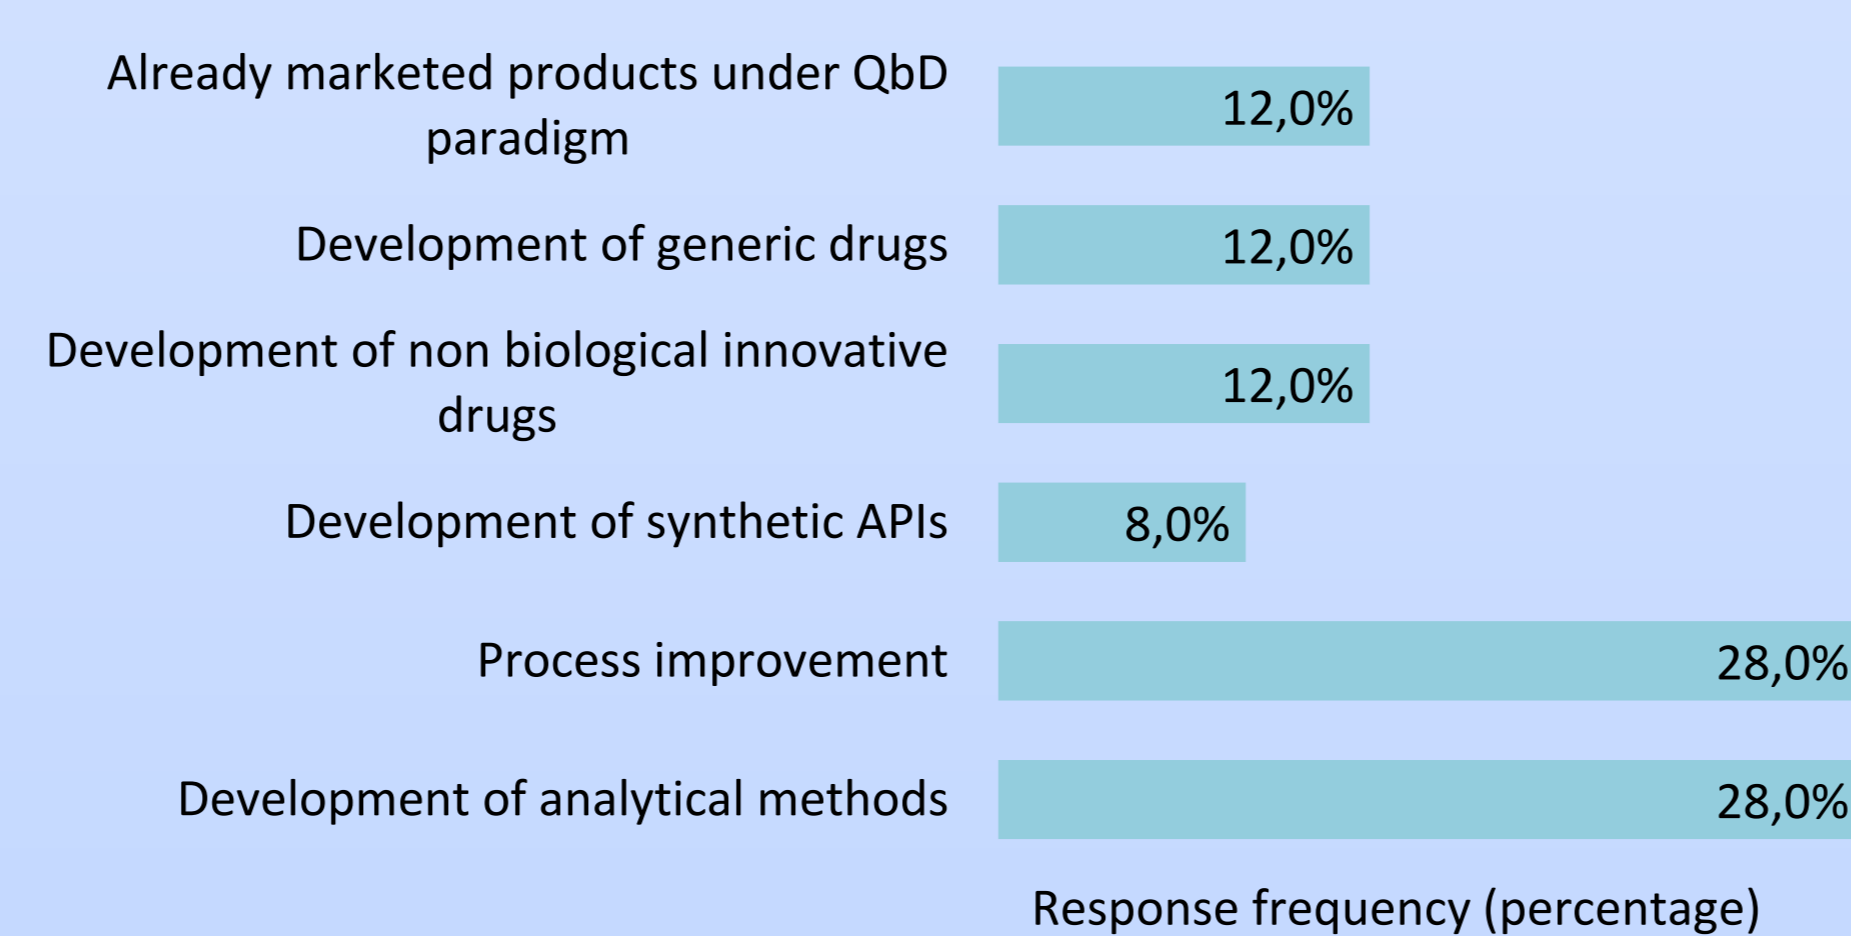 Already marketed products under QbD
paradigm
12,0%
Development of generic drugs
12,0%
Development of non biological innovative
drugs
12,0%
Development of synthetic APIs
8,0%
Process improvement
28,0%
Development of analytical methods
28,0%
Response frequency (percentage)